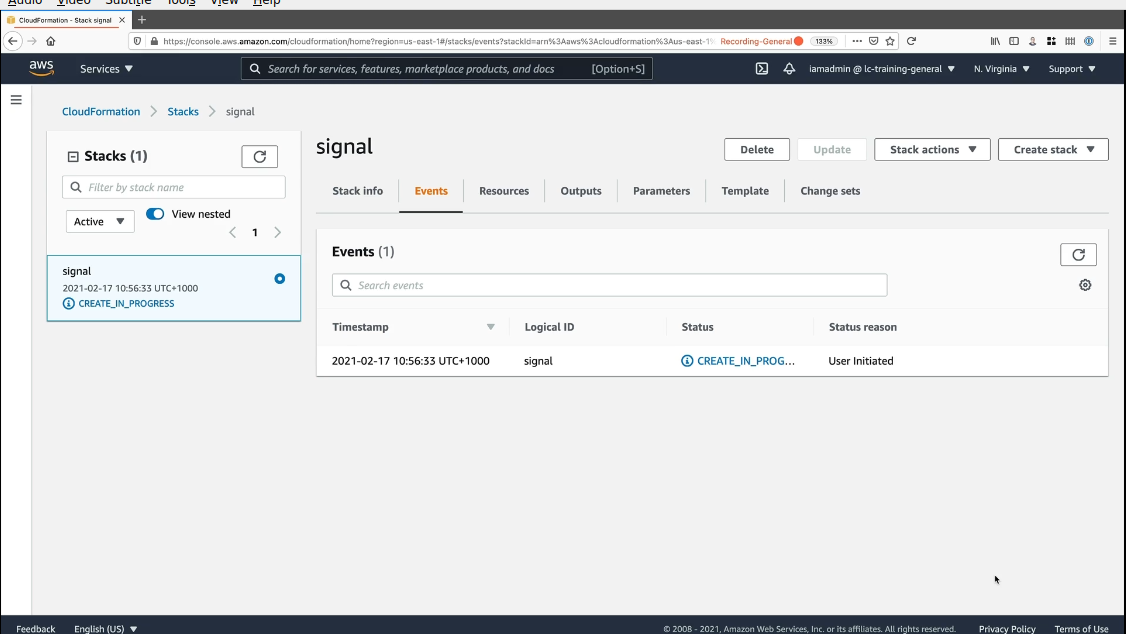 Audio Video Subtitle Tools View Help
CloudFormation - Stack signal
https://console.aws.amazon.com/cloudformation/home?region=us-east-1#/stacks/events?stackId=arn%3Aaws%3Acloudformation%3Aus-east-1% Recording-General 133%
aws Services Search for services, features, marketplace products, and docs [Option+S] iamadmin @ lc-training-general N. Virginia Support
CloudFormation Stacks signal
Stacks (1)
Filter by stack name
Active View nested
1
signal
2021-02-17 10:56:33 UTC+1000
CREATE_IN_PROGRESS
signal
Delete Update Stack actions Create stack
Stack info Events Resources Outputs Parameters Template Change sets
Events (1)
Search events
Timestamp Logical ID Status Status reason
2021-02-17 10:56:33 UTC+1000 signal CREATE_IN_PROG... User Initiated
Feedback English (US) © 2008 - 2021, Amazon Web Services, Inc. or its affiliates. All rights reserved. Privacy Policy Terms of Use